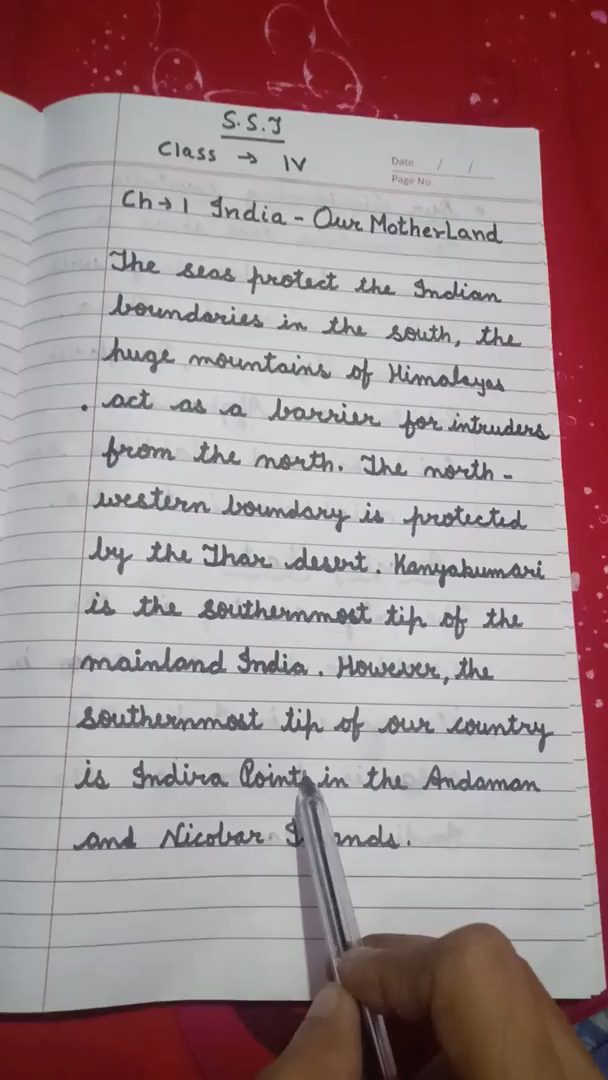 S.S.T
Class → IV
Date / /
Page No.
Ch → 1 India - Our MotherLand
The seas protect the Indian
boundaries in the south, the
huge mountains of Himalayas
act as a barrier for intruders
from the north. The north-
western boundary is protected
by the Thar desert. Kanyakumari
is the southernmost tip of the
mainland India. However, the
southernmost tip of our country
is Indira Point in the Andaman
and Nicobar